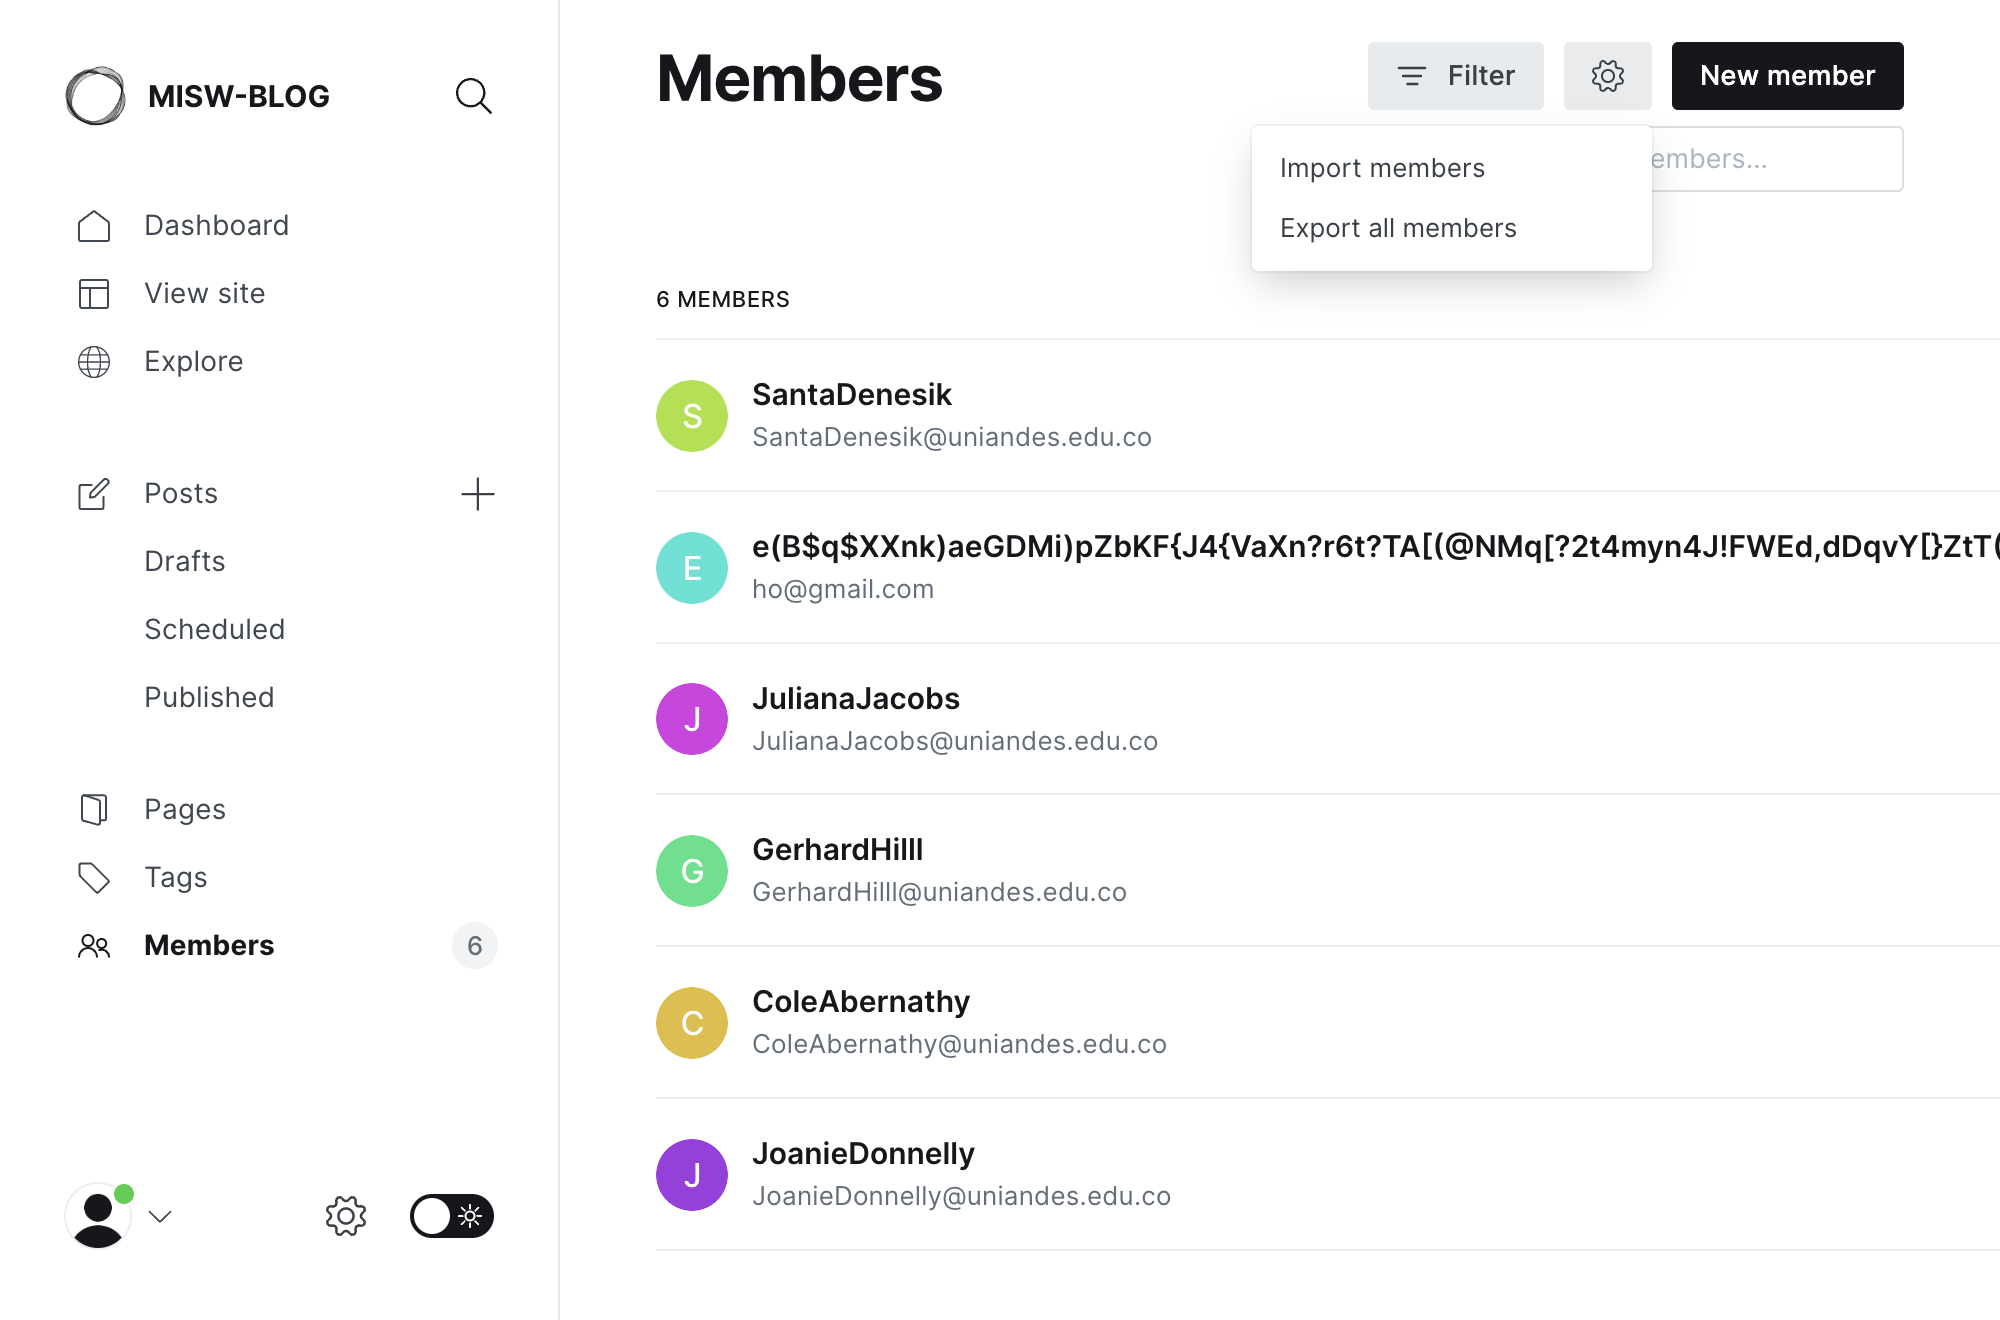 MISW-BLOG
Dashboard
View site
Explore
Posts
Drafts
Scheduled
Published
Pages
Tags
Members
6
Members
Filter
New member
embers...
Import members
Export all members
6 MEMBERS
S
SantaDenesik
SantaDenesik@uniandes.edu.co
E
e(B$q$XXnk)aeGDMi)pZbKF{J4{VaXn?r6t?TA[(@NMq[?2t4myn4J!FWEd,dDqvY[}ZtT(
ho@gmail.com
J
JulianaJacobs
JulianaJacobs@uniandes.edu.co
G
GerhardHilll
GerhardHilll@uniandes.edu.co
C
ColeAbernathy
ColeAbernathy@uniandes.edu.co
J
JoanieDonnelly
JoanieDonnelly@uniandes.edu.co